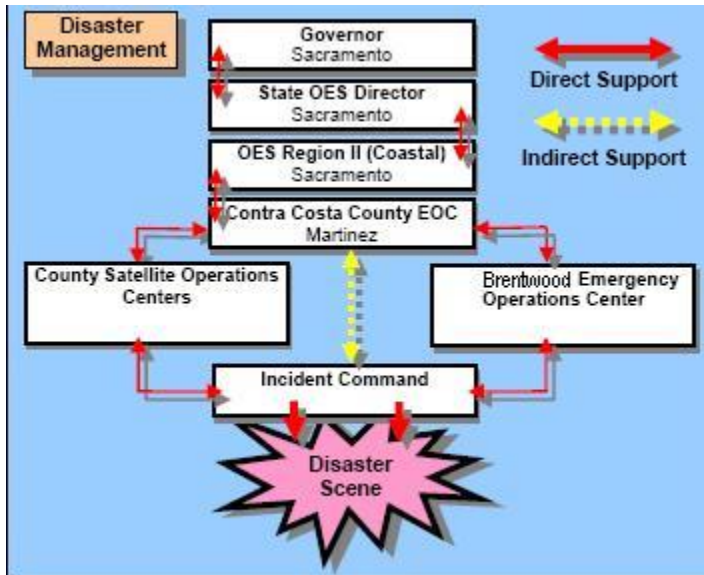 Disaster
Management
Governor
Sacramento
State OES Director
Sacramento
OES Region II (Coastal)
Sacramento
Contra Costa County EOC
Martinez
Direct Support
Indirect Support
County Satellite Operations
Centers
Brentwood Emergency
Operations Center
Incident Command
Disaster
Scene